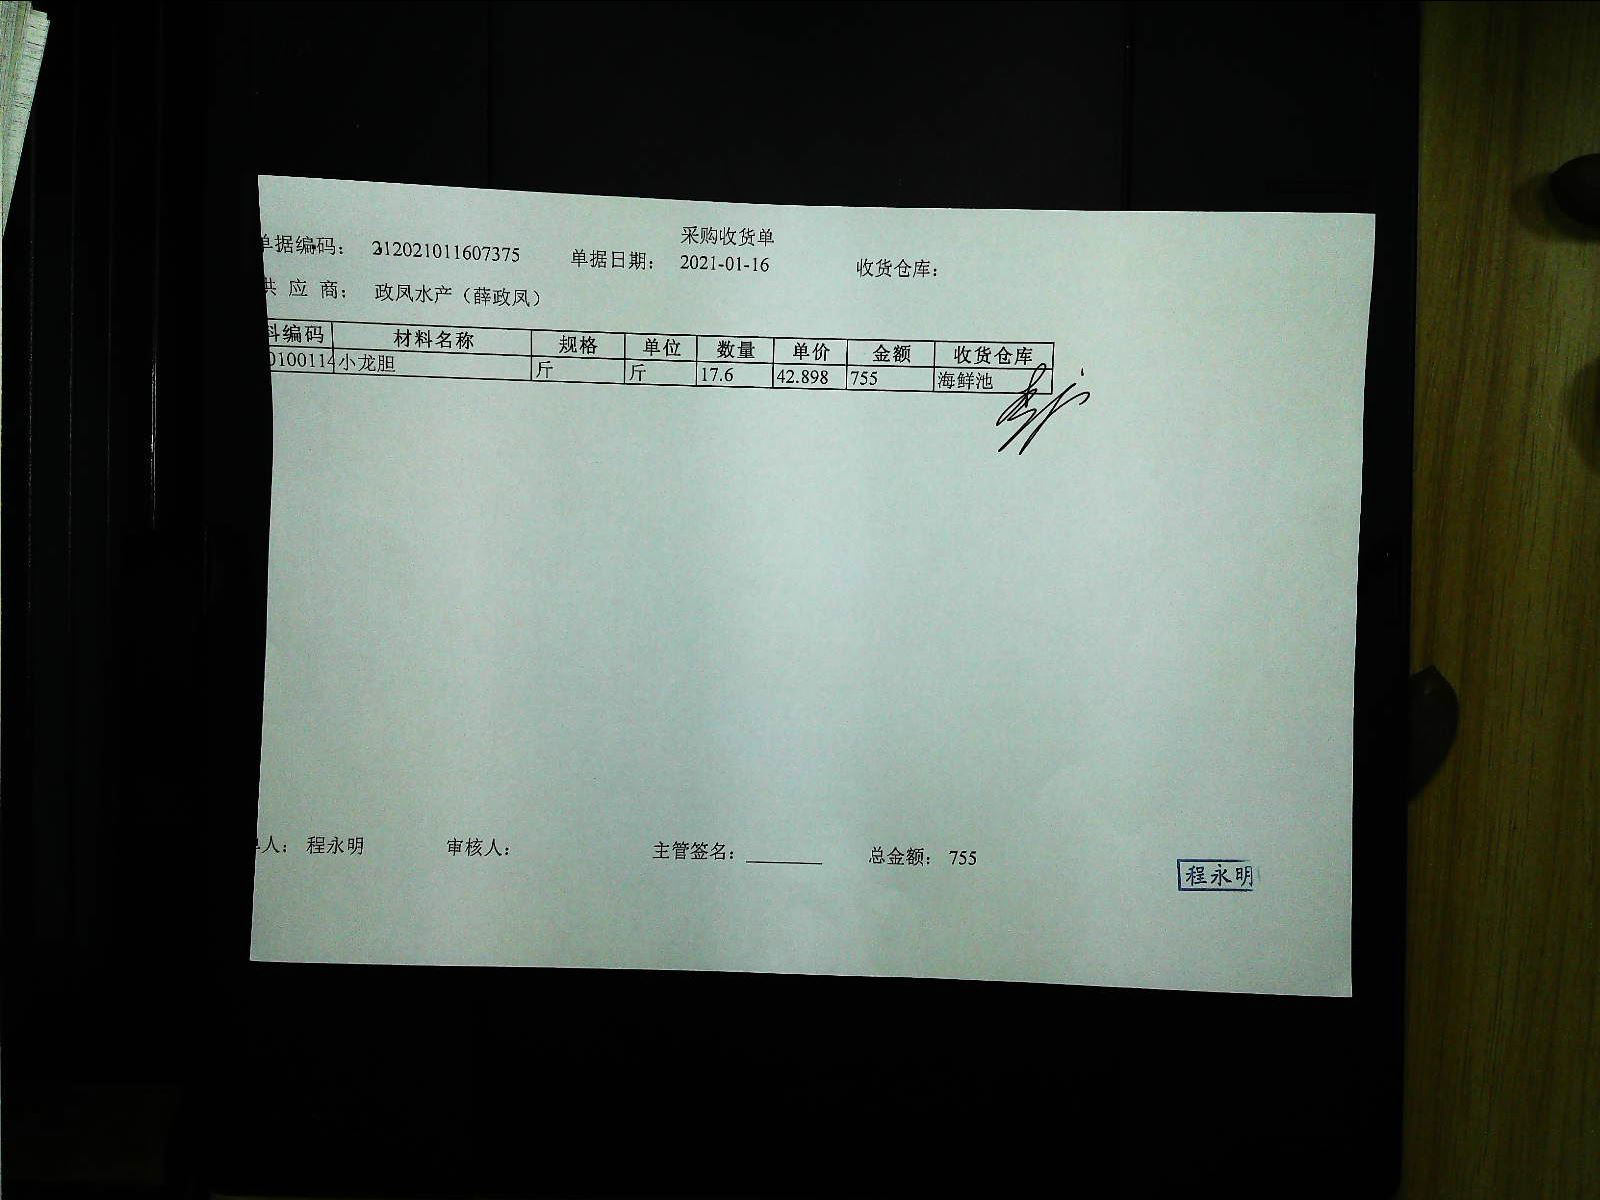 采购收货单
单据编码： 312021011607375 单据日期： 2021-01-16 收货仓库：
供 应 商： 政凤水产（薛政凤）
料编码 材料名称 规格 单位 数量 单价 金额 收货仓库
0100114 小龙胆 斤 斤 17.6 42.898 755 海鲜池
单人： 程永明 审核人： 主管签名： 总金额： 755
程永明